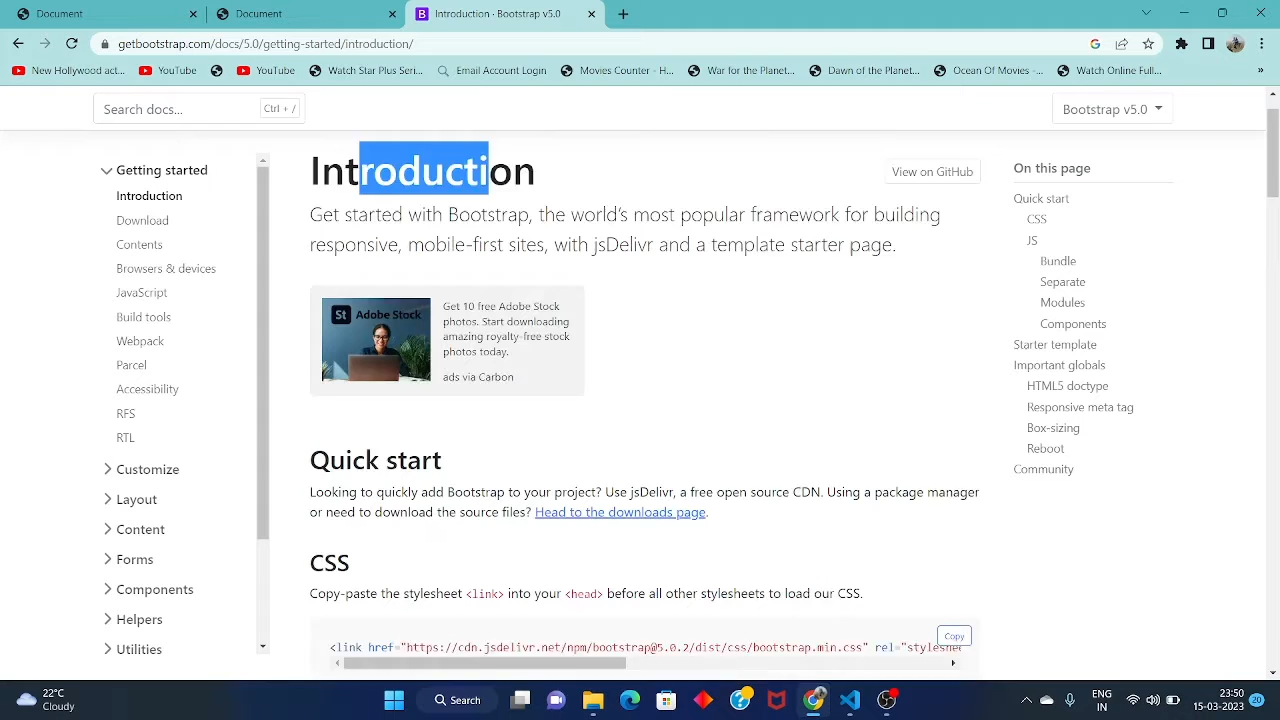 Document
Document
Introduction · Bootstrap v5.0
getbootstrap.com/docs/5.0/getting-started/introduction/
New Hollywood act...
YouTube
YouTube
Watch Star Plus Seri...
Email Account Login
Movies Counter - H...
War for the Planet...
Dawn of the Planet...
Ocean Of Movies -...
Watch Online Full...
»
Search docs...
Ctrl + /
Bootstrap v5.0
Getting started
Introduction
Download
Contents
Browsers & devices
JavaScript
Build tools
Webpack
Parcel
Accessibility
RFS
RTL
Customize
Layout
Content
Forms
Components
Helpers
Utilities
Introduction
View on GitHub
Get started with Bootstrap, the world's most popular framework for building
responsive, mobile-first sites, with jsDelivr and a template starter page.
St Adobe Stock
Get 10 free Adobe Stock
photos. Start downloading
amazing royalty-free stock
photos today.
ads via Carbon
Quick start
Looking to quickly add Bootstrap to your project? Use jsDelivr, a free open source CDN. Using a package manager
or need to download the source files? Head to the downloads page.
CSS
Copy-paste the stylesheet <link> into your <head> before all other stylesheets to load our CSS.
Copy
<link href="https://cdn.jsdelivr.net/npm/bootstrap@5.0.2/dist/css/bootstrap.min.css" rel="styleshe
On this page
Quick start
CSS
JS
Bundle
Separate
Modules
Components
Starter template
Important globals
HTML5 doctype
Responsive meta tag
Box-sizing
Reboot
Community
22°C
Cloudy
Search
ENG
IN
23:50
15-03-2023
20